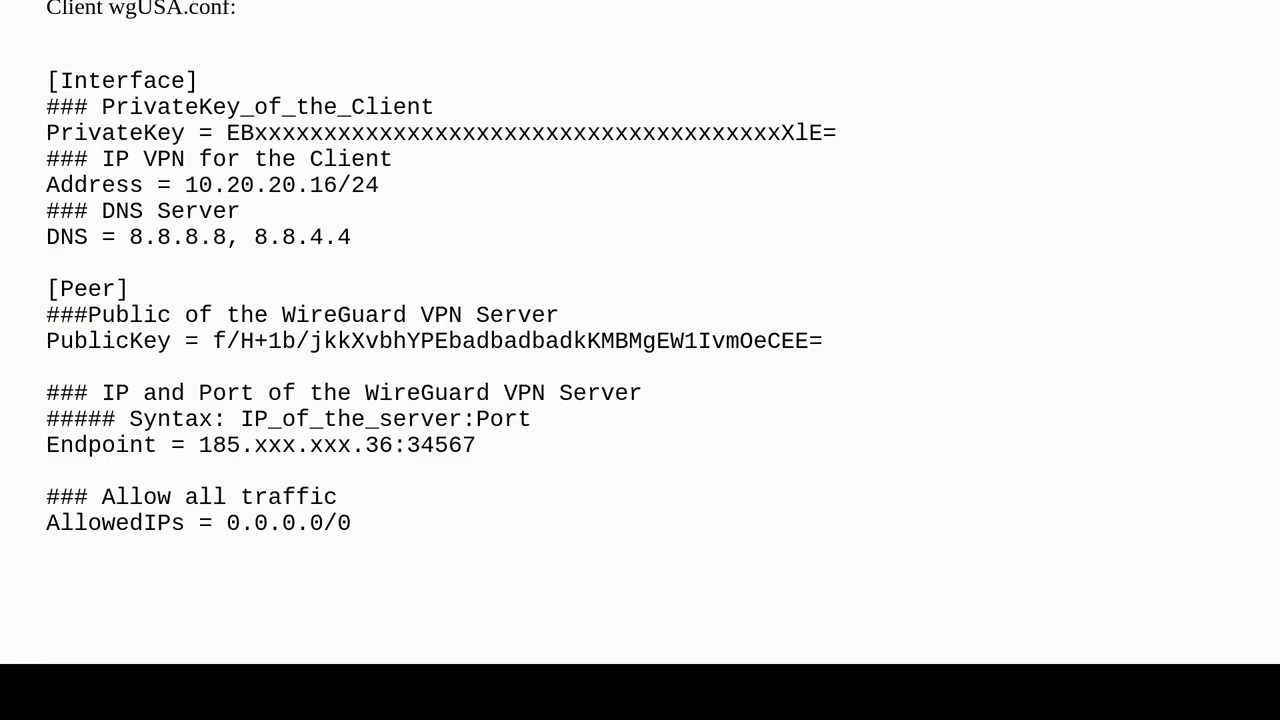 Client wgUSA.conf:
[Interface]
### PrivateKey_of_the_Client
PrivateKey = EBxxxxxxxxxxxxxxxxxxxxxxxxxxxxxxxxxxxxxxXlE=
### IP VPN for the Client
Address = 10.20.20.16/24
### DNS Server
DNS = 8.8.8.8, 8.8.4.4
[Peer]
###Public of the WireGuard VPN Server
PublicKey = f/H+1b/jkkXvbhYPEbadbadbadkKMBMgEW1IvmOeCEE=
### IP and Port of the WireGuard VPN Server
##### Syntax: IP_of_the_server:Port
Endpoint = 185.xxx.xxx.36:34567
### Allow all traffic
AllowedIPs = 0.0.0.0/0